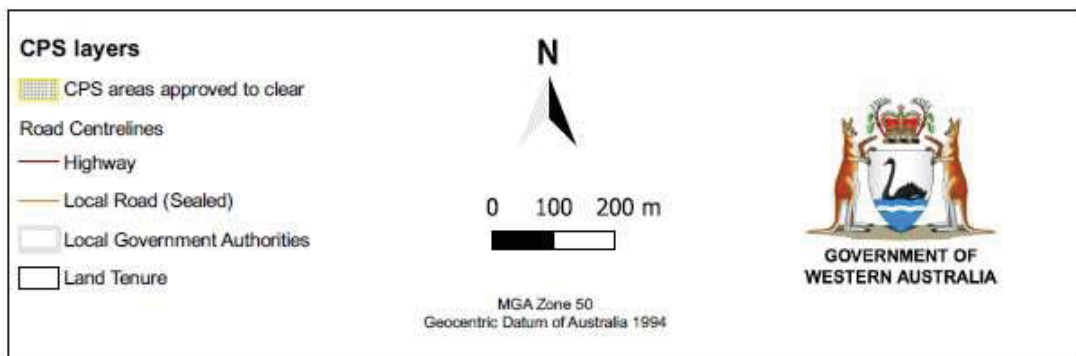 CPS layers
CPS areas approved to clear
Road Centrelines
Highway
Local Road (Sealed)
Local Government Authorities
Land Tenure
N
0 100 200 m
MGA Zone 50
Geocentric Datum of Australia 1994
GOVERNMENT OF
WESTERN AUSTRALIA